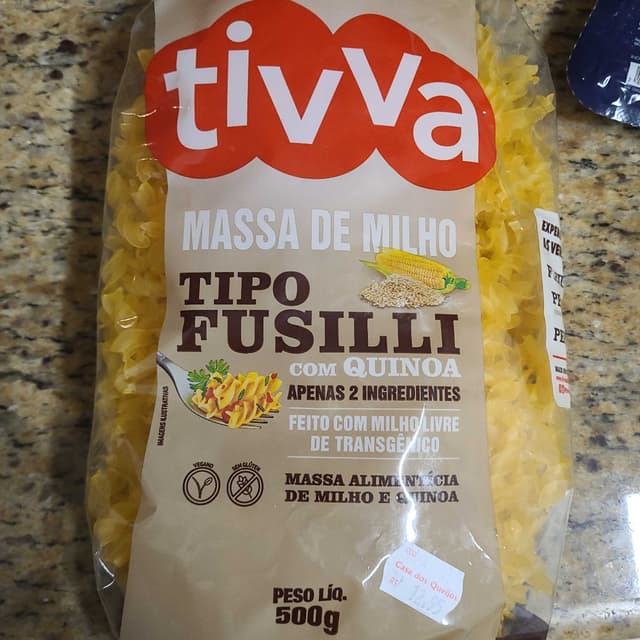 tivva
MASSA DE MILHO
TIPO
FUSILLI
COM QUINOA
APENAS 2 INGREDIENTES
FEITO COM MILHO LIVRE
DE TRANSGÊNICO
IMAGENS ILUSTRATIVAS
VEGANO
SEM GLÚTEN
MASSA ALIMENTÍCIA
DE MILHO E QUINOA
Casa dos Queijos
R$
PESO LÍQ.
500g